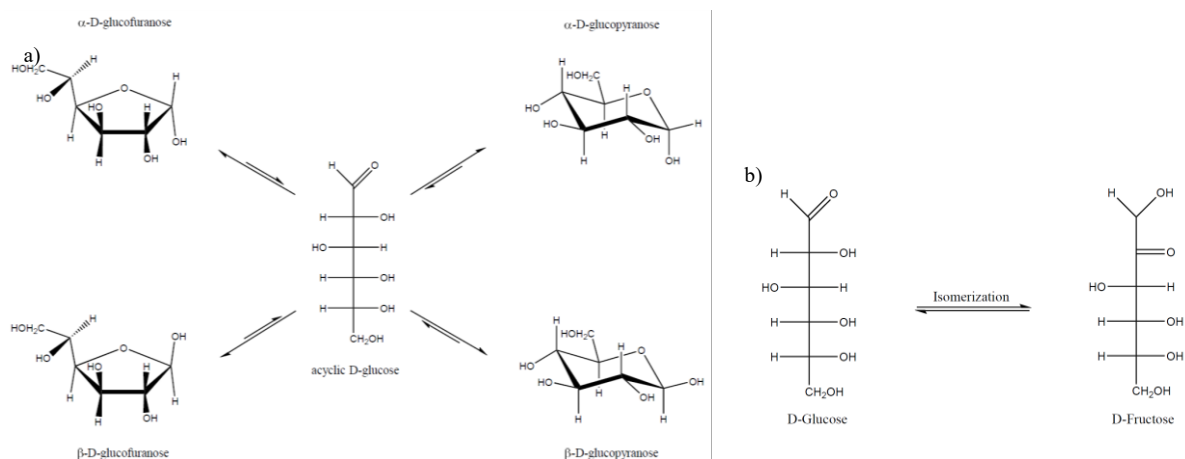 α-D-glucofuranose
α-D-glucopyranose
a)
H
HOH₂C
H
HO
O
HO
H
H
H
OH
OH
H
H
HOH₂C
H
O
HO
HO
H
H
OH
H
OH
H
O
H
OH
HO
H
H
OH
H
OH
CH₂OH
acyclic D-glucose
HOH₂C
H
OH
HO
O
HO
H
H
H
H
OH
H
HOH₂C
H
O
HO
HO
OH
H
OH
H
H
β-D-glucofuranose
β-D-glucopyranose
b)
H
O
H
OH
HO
H
H
OH
H
OH
CH₂OH
D-Glucose
Isomerization
H
OH
O
HO
H
H
OH
H
OH
CH₂OH
D-Fructose